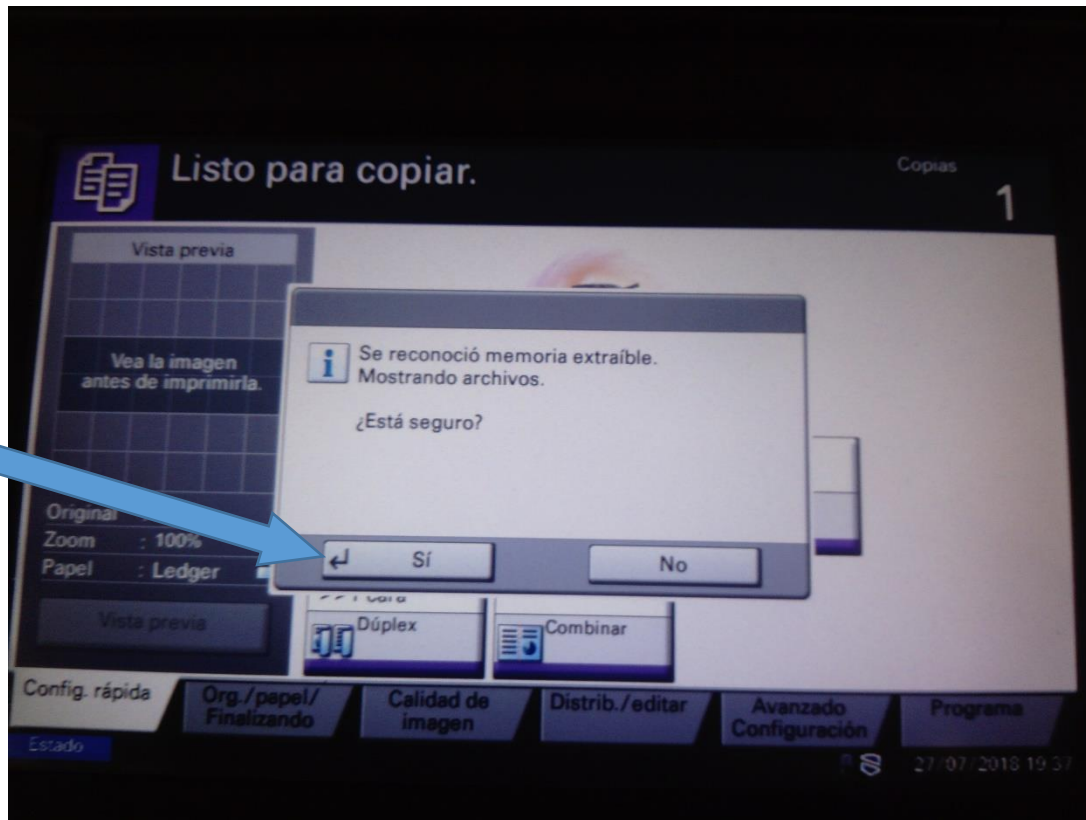 Listo para copiar.
Copias
1
Vista previa
Vea la imagen
antes de imprimirla.
Se reconoció memoria extraíble.
Mostrando archivos.
¿Está seguro?
Sí
No
Original :
Zoom : 100%
Papel : Ledger
Vista previa
Dúplex
Combinar
Config. rápida
Org./papel/
Finalizando
Calidad de
imagen
Distrib./editar
Avanzado
Configuración
Programa
Estado
27/07/2018 19:37